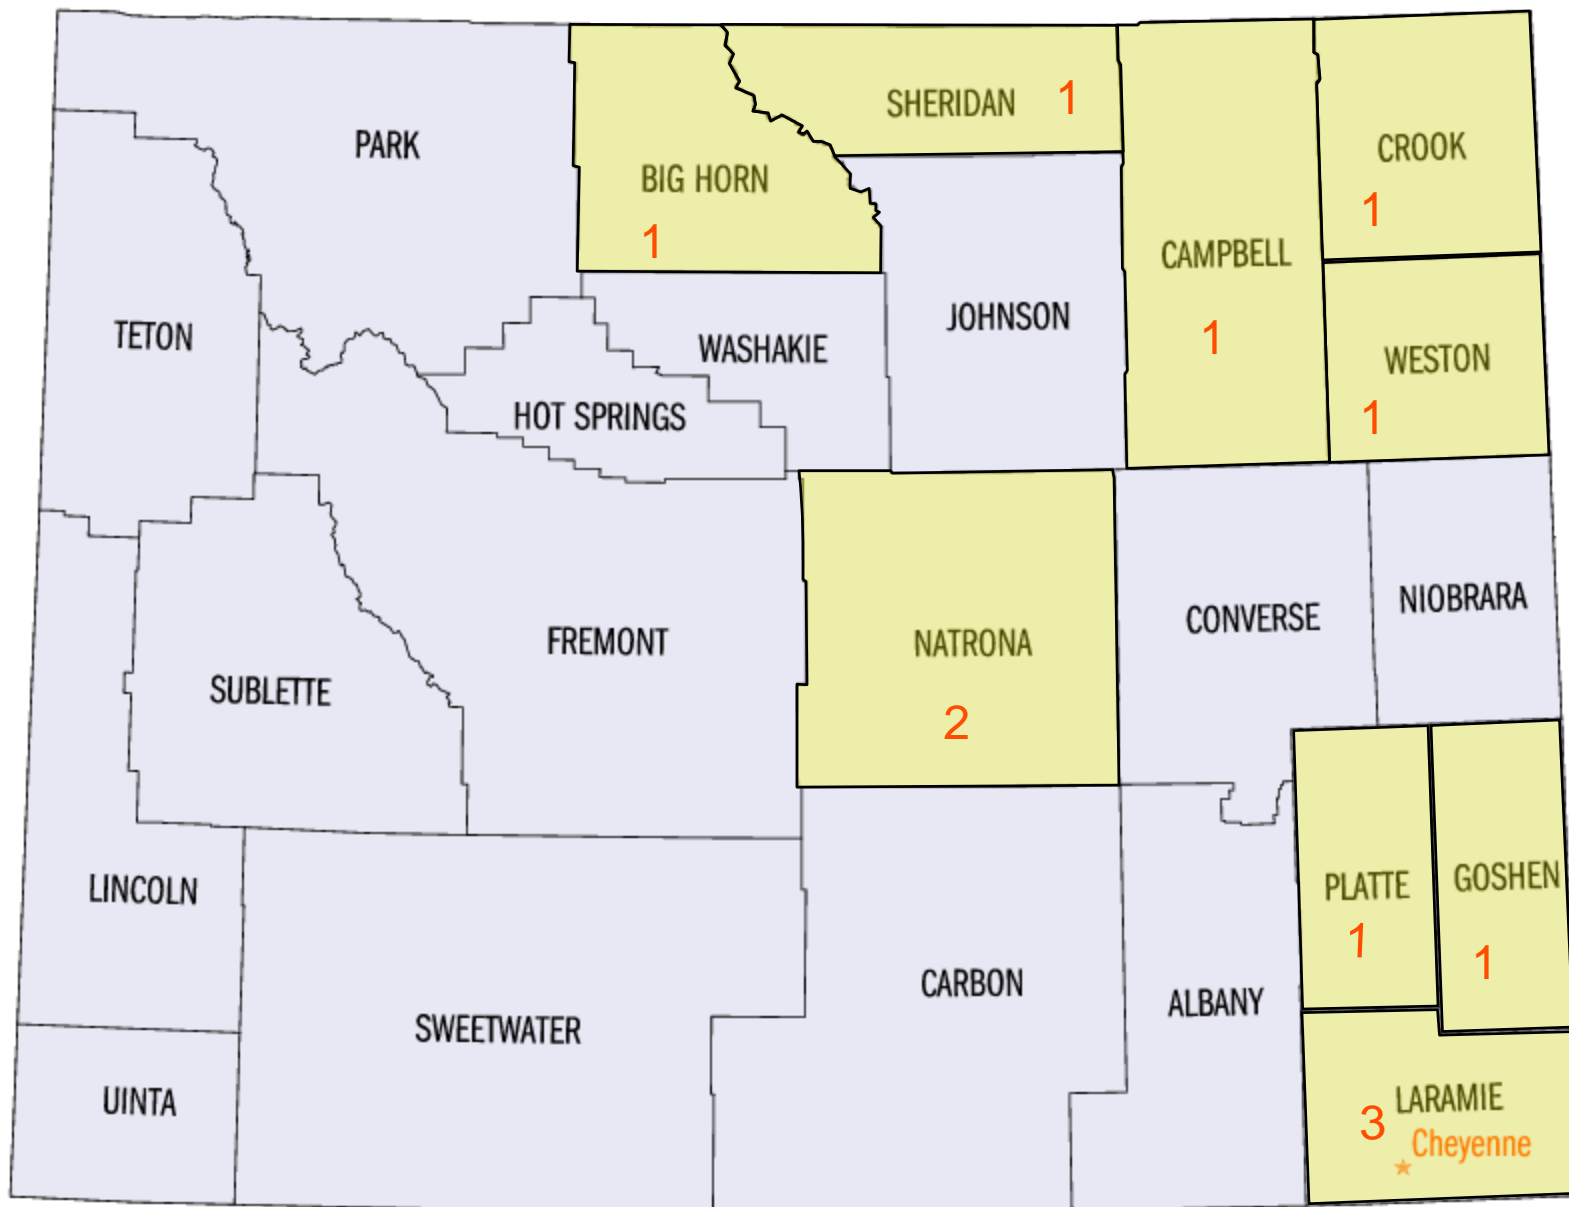 PARK
BIG HORN
1
SHERIDAN 1
CAMPBELL
1
CROOK
1
WESTON
1
TETON
HOT SPRINGS
WASHAKIE
JOHNSON
SUBLETTE
FREMONT
NATRONA
2
CONVERSE
NIOBRARA
LINCOLN
UINTA
SWEETWATER
CARBON
ALBANY
PLATTE
1
GOSHEN
1
3 LARAMIE
Cheyenne